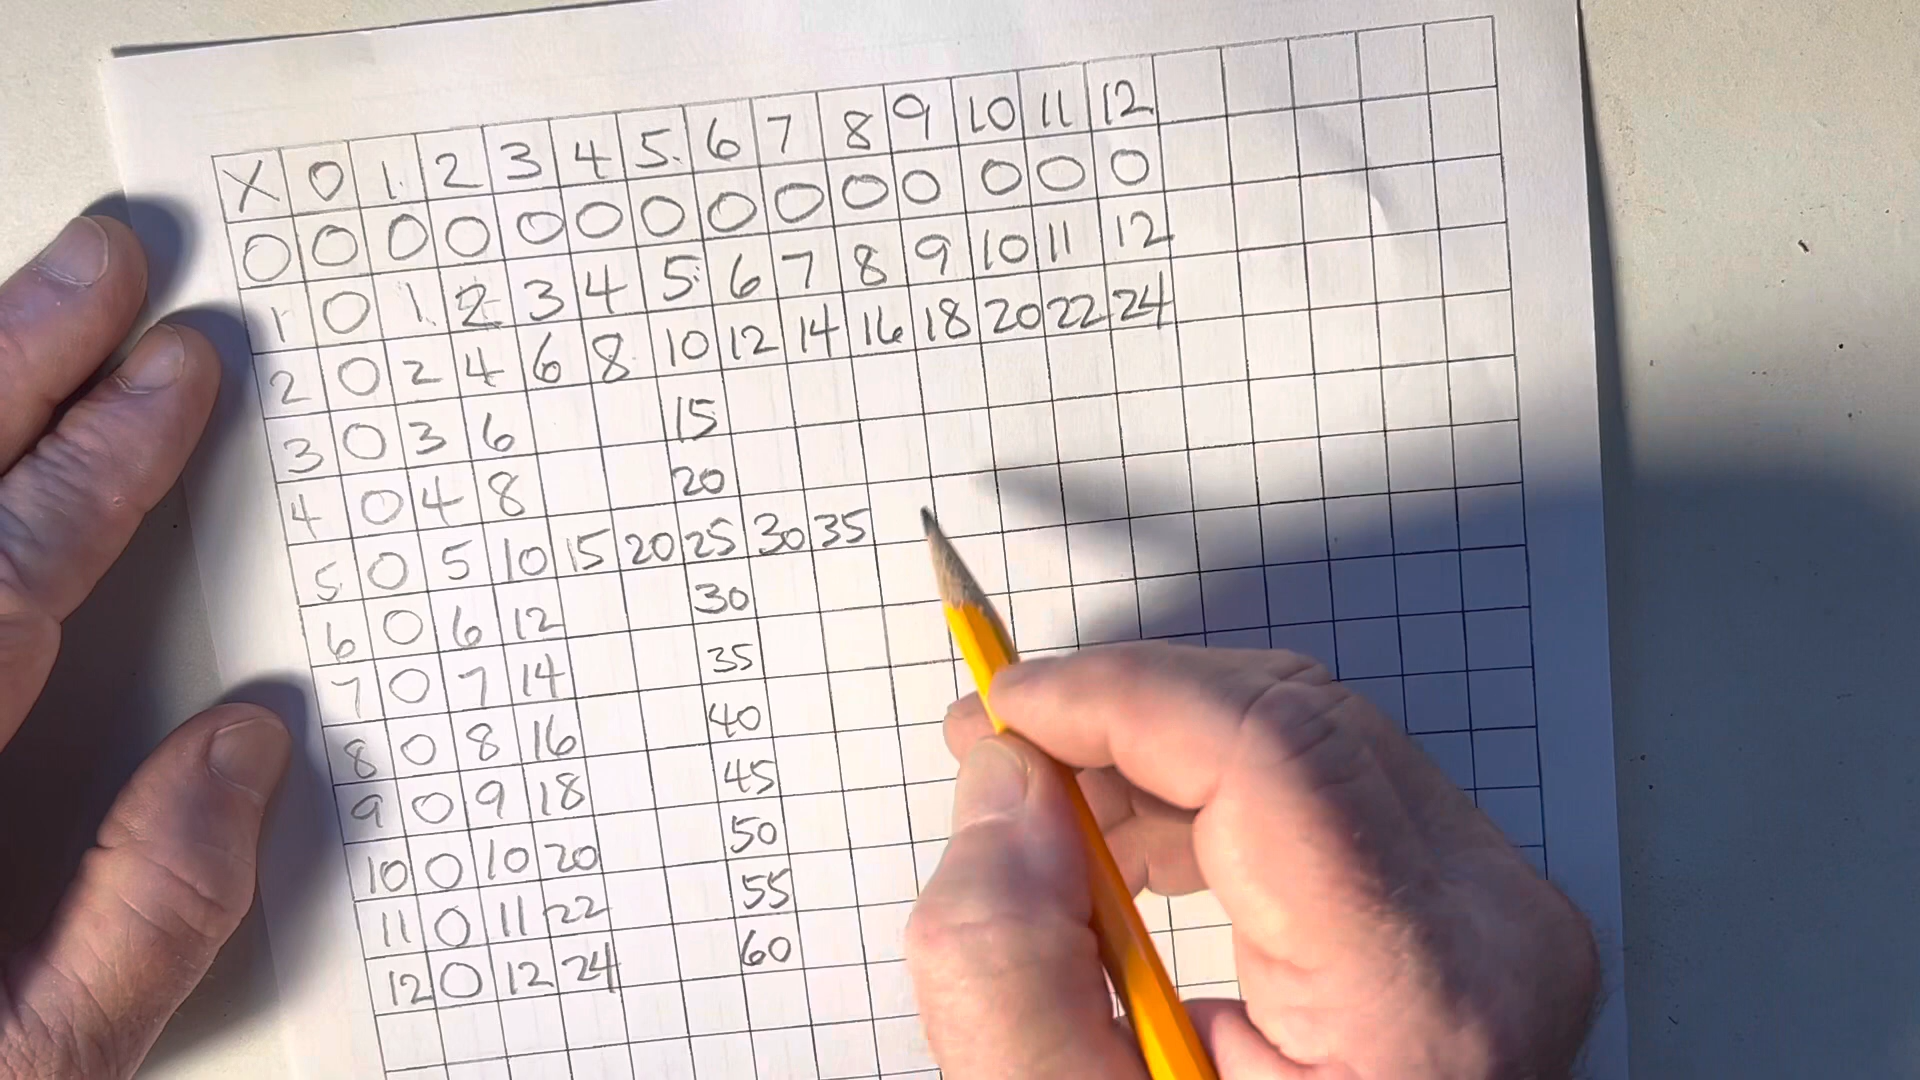 X 0 1 2 3 4 5 6 7 8 9 10 11 12
0 0 0 0 0 0 0 0 0 0 0 0 0 0
1 0 1 2 3 4 5 6 7 8 9 10 11 12
2 0 2 4 6 8 10 12 14 16 18 20 22 24
3 0 3 6 15
4 0 4 8 20
5 0 5 10 15 20 25 30 35
6 0 6 12 30
7 0 7 14 35
8 0 8 16 40
9 0 9 18 45
10 0 10 20 50
11 0 11 22 55
12 0 12 24 60